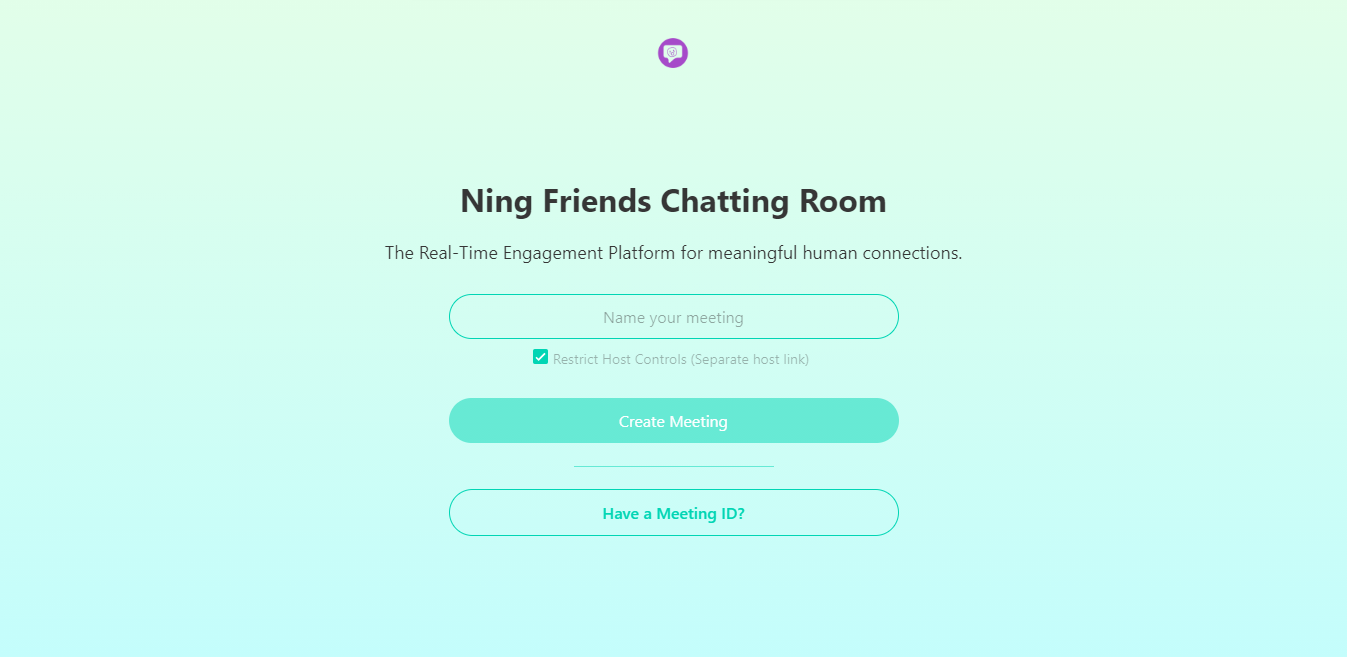 Ning Friends Chatting Room
The Real-Time Engagement Platform for meaningful human connections.
Name your meeting
Restrict Host Controls (Separate host link)
Create Meeting
Have a Meeting ID?